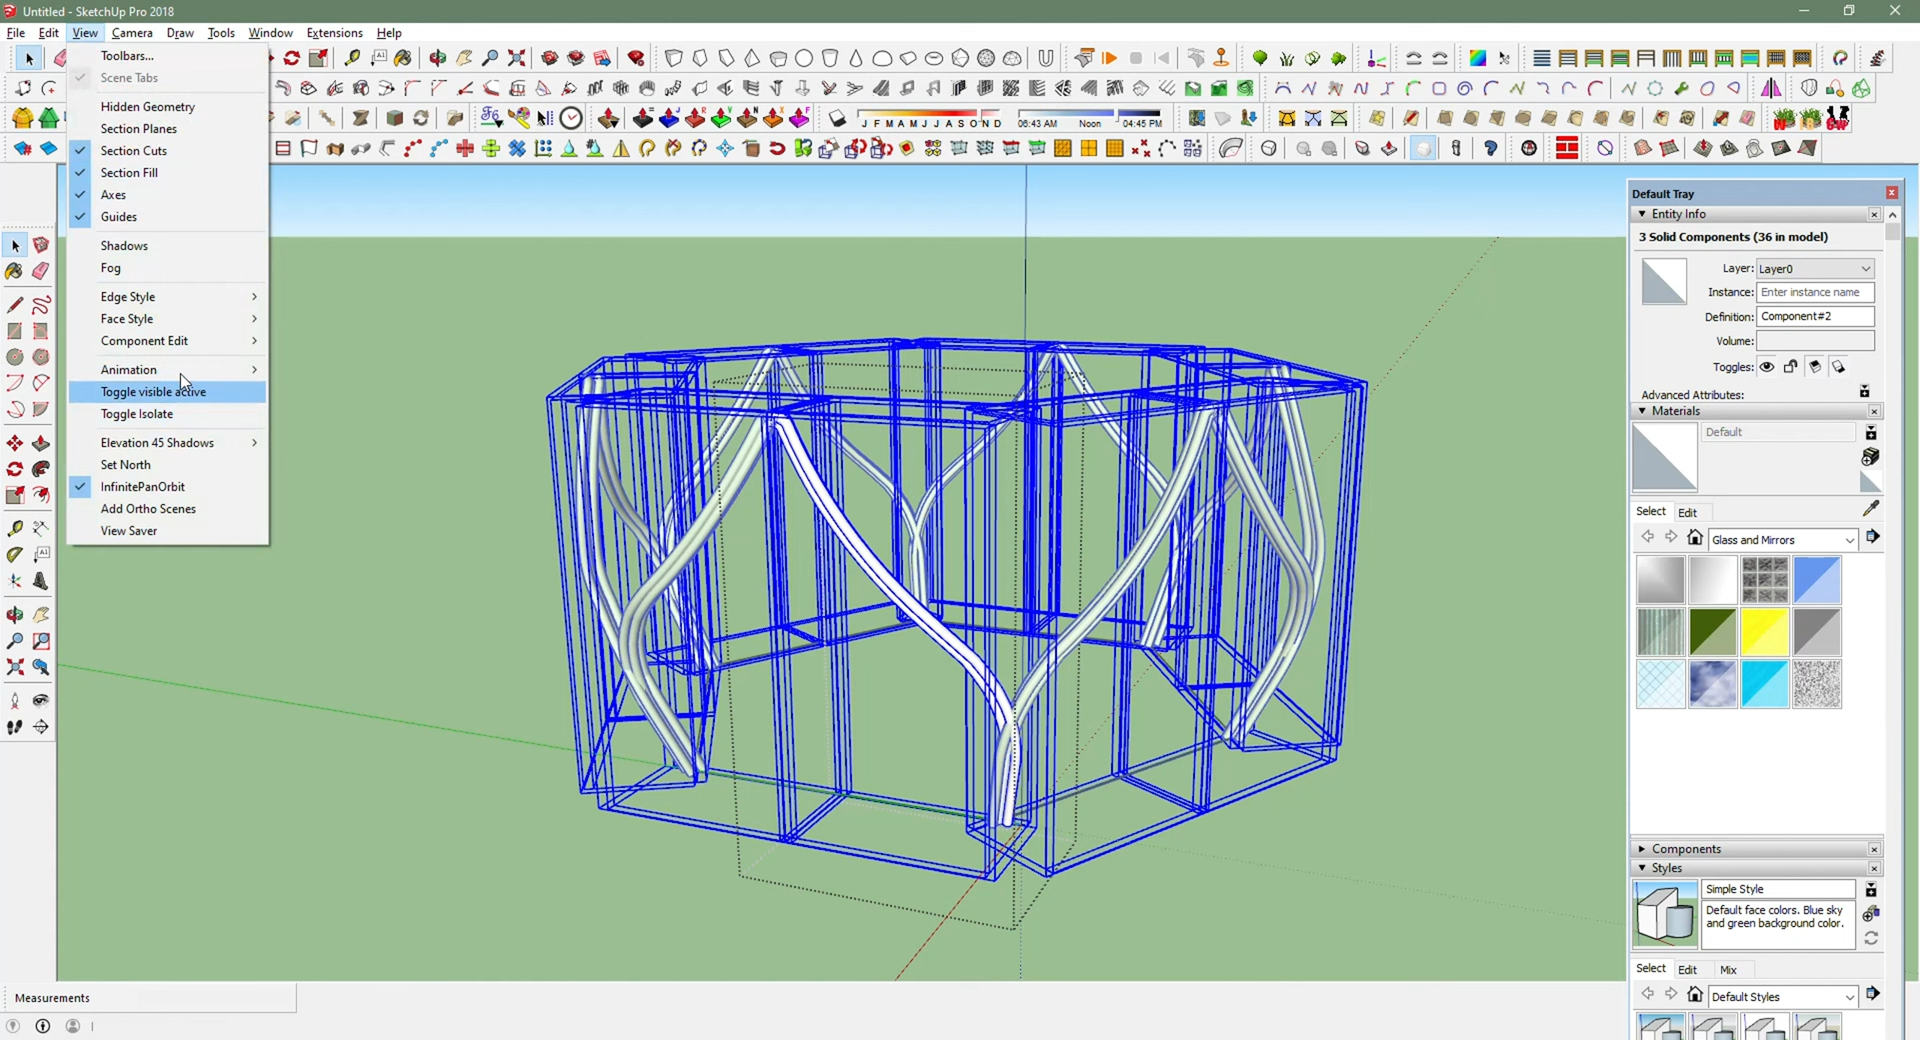 Untitled - SketchUp Pro 2018
File Edit View Camera Draw Tools Window Extensions Help
Toolbars...
Scene Tabs
Hidden Geometry
Section Planes
Section Cuts
Section Fill
Axes
Guides
Shadows
Fog
Edge Style
Face Style
Component Edit
Animation
Toggle visible active
Toggle Isolate
Elevation 45 Shadows
Set North
InfinitePanOrbit
Add Ortho Scenes
View Saver
J F M A M J J A S O N D
06:43 AM Noon 04:45 PM
Default Tray
Entity Info
3 Solid Components (36 in model)
Layer: Layer0
Instance: Enter instance name
Definition: Component#2
Volume:
Toggles:
Advanced Attributes:
Materials
Default
Select Edit
Glass and Mirrors
Components
Styles
Simple Style
Default face colors. Blue sky
and green background color.
Select Edit Mix
Default Styles
Measurements